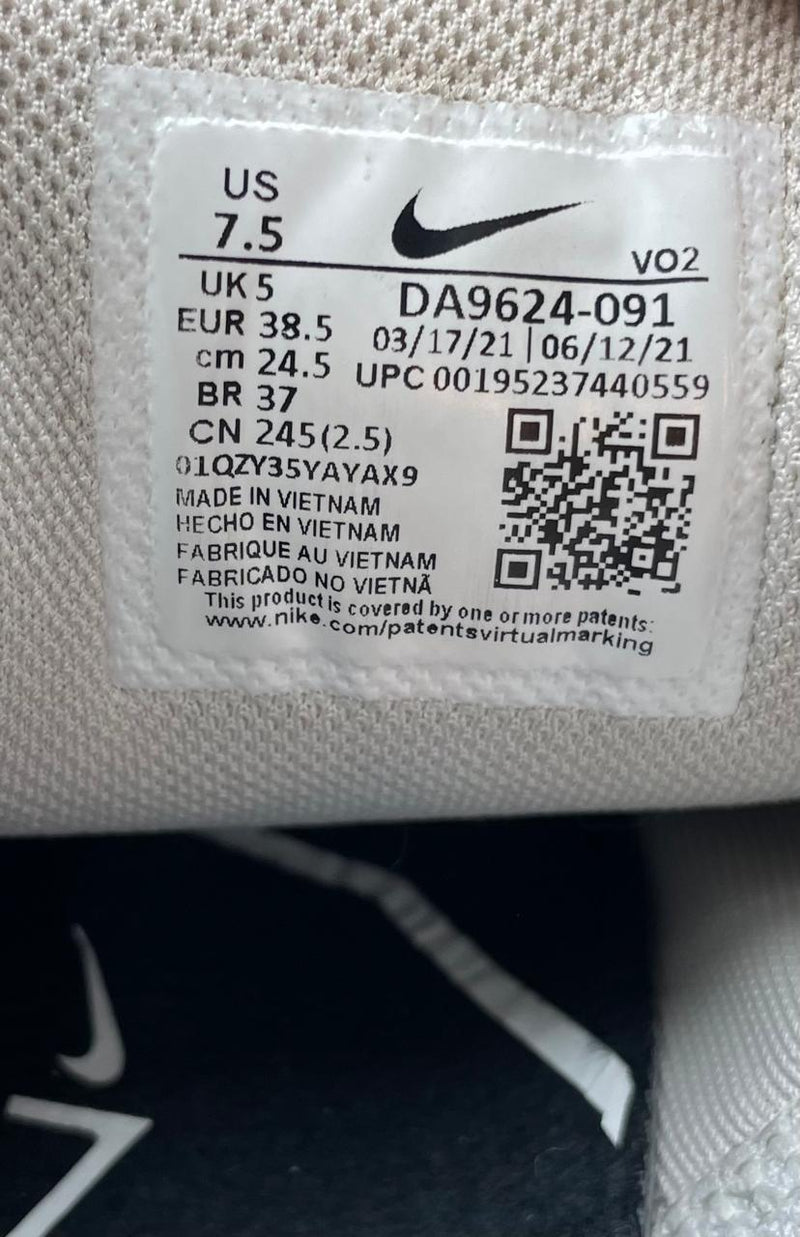 US
7.5
VO2
UK 5
DA9624-091
EUR 38.5
03/17/21 | 06/12/21
cm 24.5
UPC 00195237440559
BR 37
CN 245(2.5)
01QZY35YAYAX9
MADE IN VIETNAM
HECHO EN VIETNAM
FABRIQUE AU VIETNAM
FABRICADO NO VIETNÃ
This product is covered by one or more patents:
www.nike.com/patentsvirtualmarking